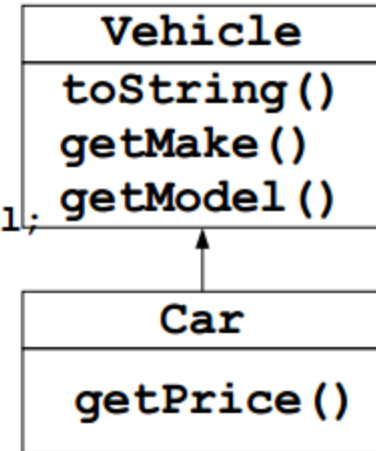 Vehicle
toString()
getMake()
getModel()
l;
Car
getPrice()